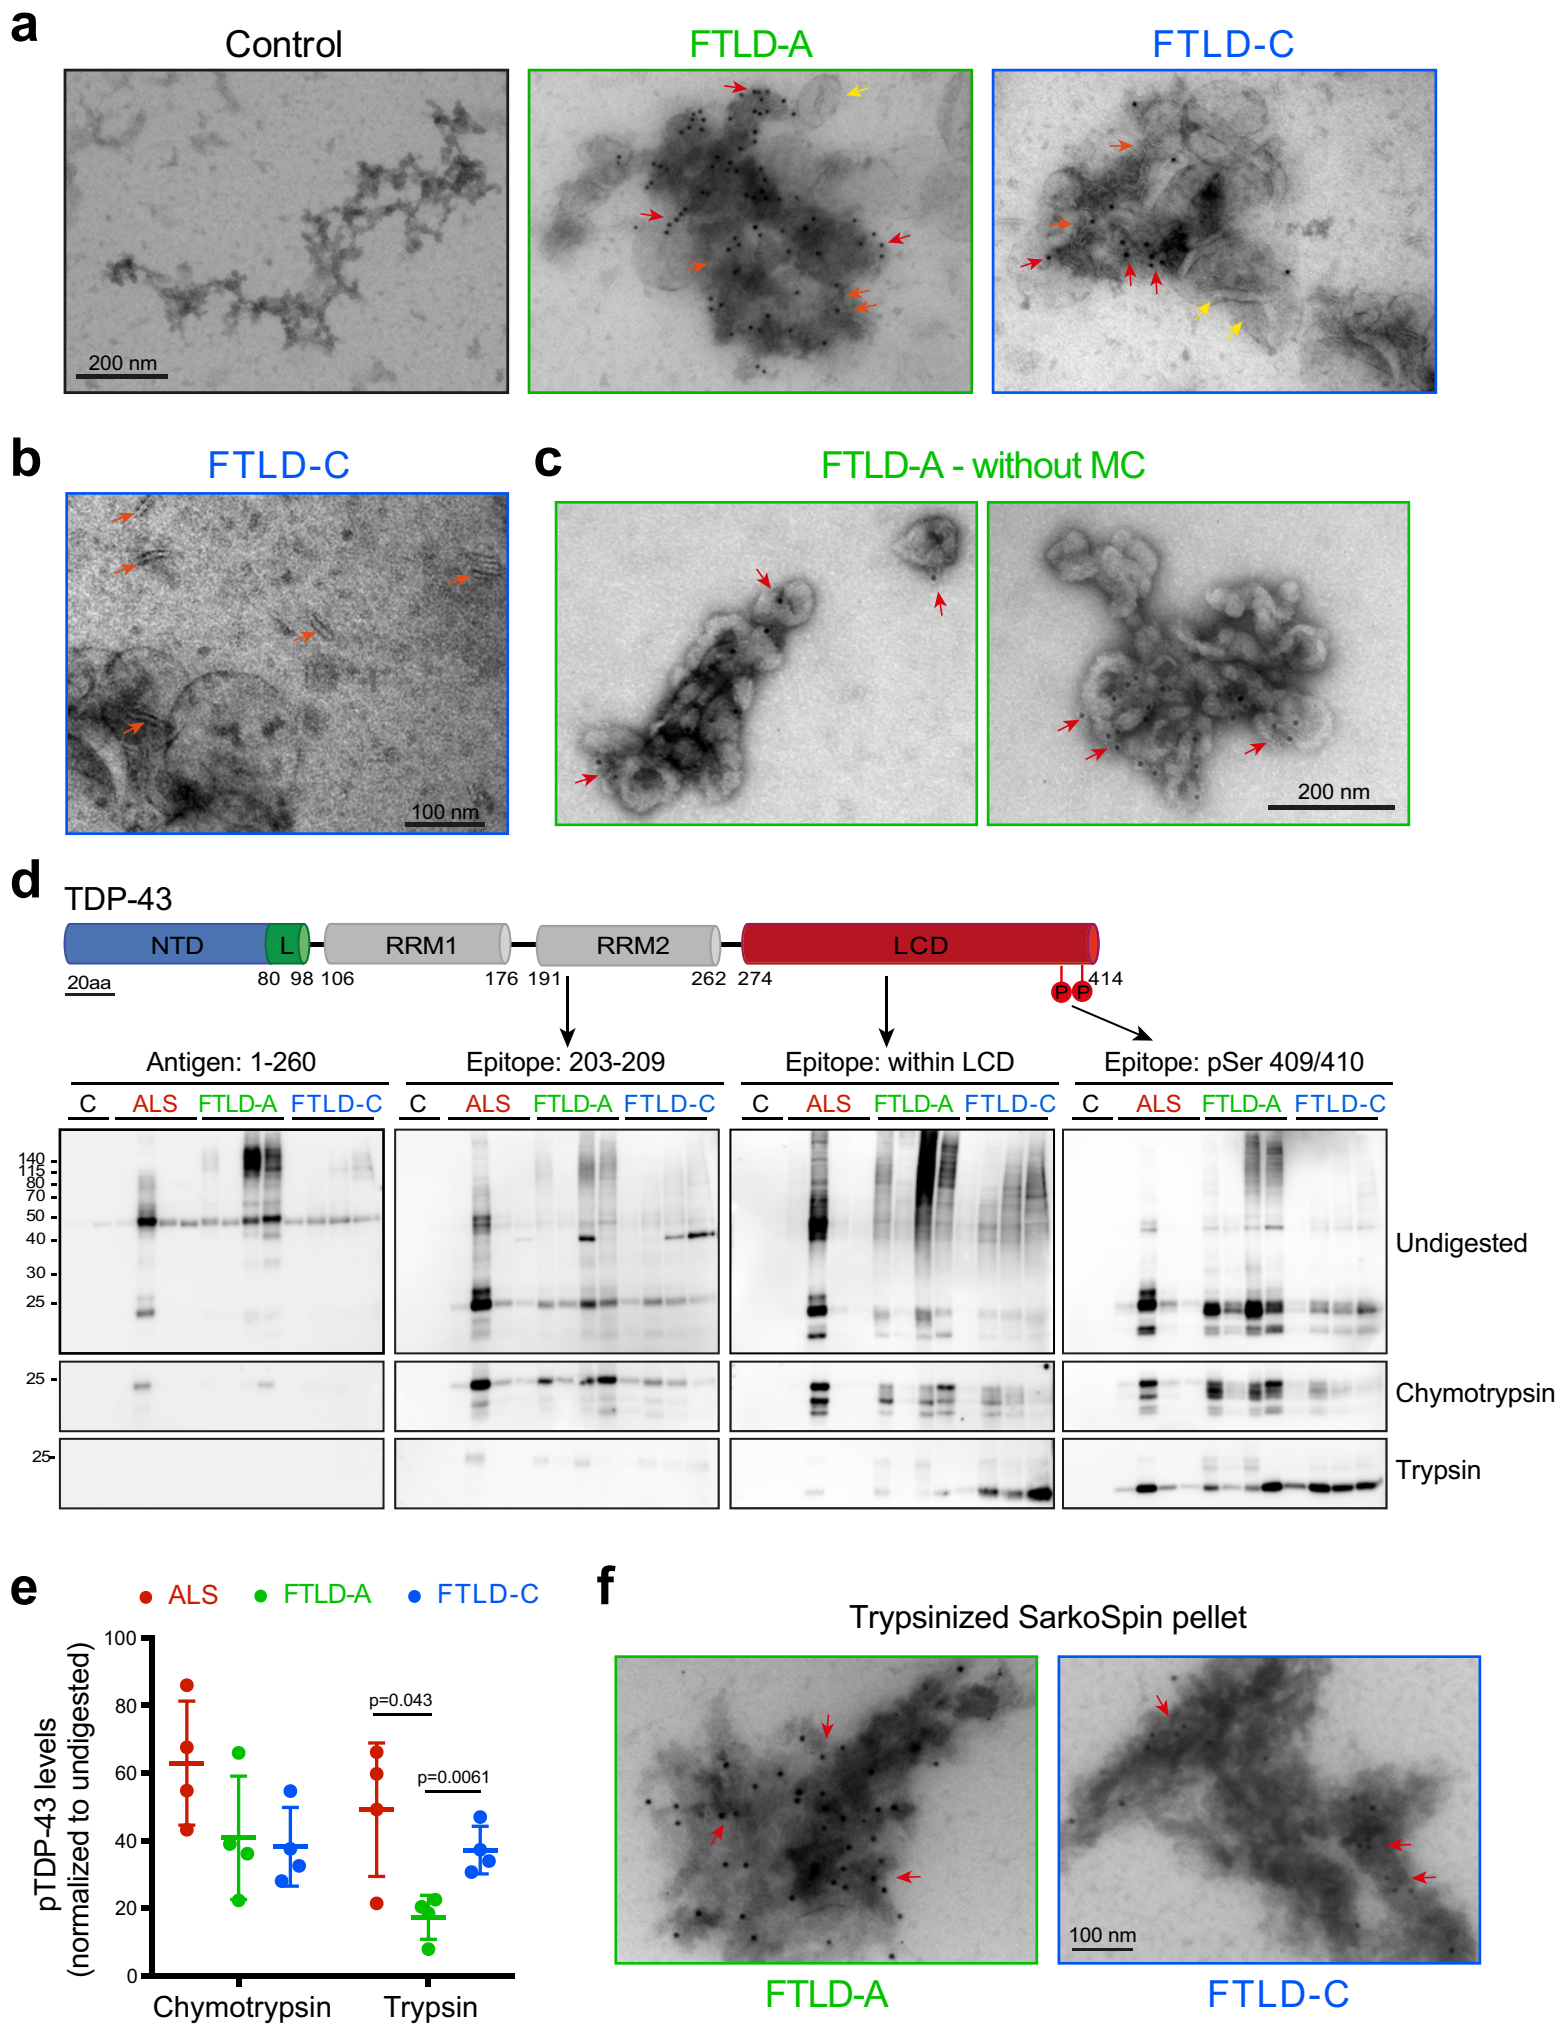 a
Control
FTLD-A
FTLD-C
200 nm
b
FTLD-C
100 nm
c
FTLD-A - without MC
200 nm
d
TDP-43
NTD L RRM1 RRM2 LCD
20aa
80 98 106 176 191 262 274 414
P P
Antigen: 1-260
Epitope: 203-209
Epitope: within LCD
Epitope: pSer 409/410
C ALS FTLD-A FTLD-C
C ALS FTLD-A FTLD-C
C ALS FTLD-A FTLD-C
C ALS FTLD-A FTLD-C
140
115
80
70
50
40
30
25
Undigested
25
Chymotrypsin
25
Trypsin
e
ALS FTLD-A FTLD-C
pTDP-43 levels
(normalized to undigested)
100
80
60
40
20
0
p=0.043
p=0.0061
Chymotrypsin
Trypsin
f
Trypsinized SarkoSpin pellet
100 nm
FTLD-A
FTLD-C